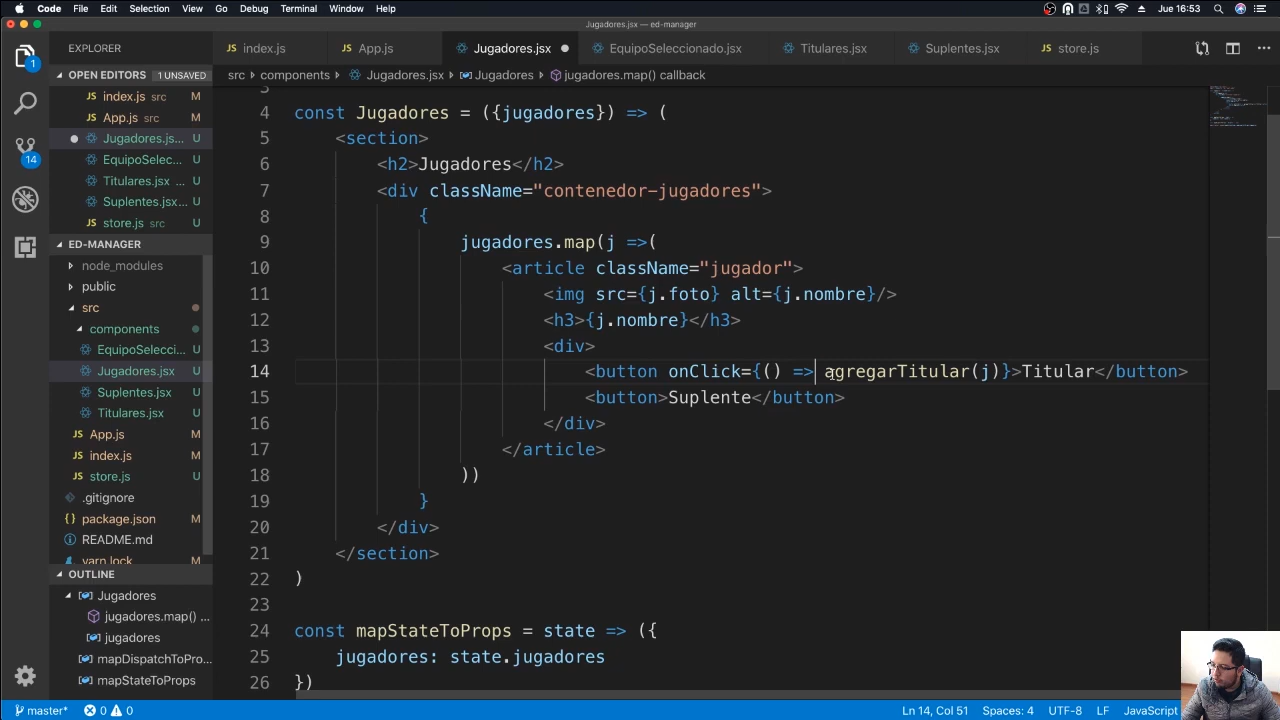 Code File Edit Selection View Go Debug Terminal Window Help Jue 16:53
Jugadores.jsx — ed-manager
EXPLORER
index.js App.js Jugadores.jsx EquipoSeleccionado.jsx Titulares.jsx Suplentes.jsx store.js
OPEN EDITORS 1 UNSAVED
src › components › Jugadores.jsx › Jugadores › jugadores.map() callback
index.js src M
App.js src M
Jugadores.js... U
EquipoSelec... U
Titulares.jsx ... U
Suplentes.jsx... U
store.js src U
ED-MANAGER
node_modules
public
src
components
EquipoSelecci... U
Jugadores.jsx U
Suplentes.jsx U
Titulares.jsx U
App.js M
index.js M
store.js U
.gitignore
package.json M
README.md
yarn.lock M
OUTLINE
Jugadores
jugadores.map() ...
jugadores
mapDispatchToPro...
mapStateToProps
1
14
3
4 const Jugadores = ({jugadores}) => (
5 <section>
6 <h2>Jugadores</h2>
7 <div className="contenedor-jugadores">
8 {
9 jugadores.map(j =>(
10 <article className="jugador">
11 <img src={j.foto} alt={j.nombre}/>
12 <h3>{j.nombre}</h3>
13 <div>
14 <button onClick={() => agregarTitular(j)}>Titular</button>
15 <button>Suplente</button>
16 </div>
17 </article>
18 ))
19 }
20 </div>
21 </section>
22 )
23
24 const mapStateToProps = state => ({
25 jugadores: state.jugadores
26 })
master* 0 0 Ln 14, Col 51 Spaces: 4 UTF-8 LF JavaScript